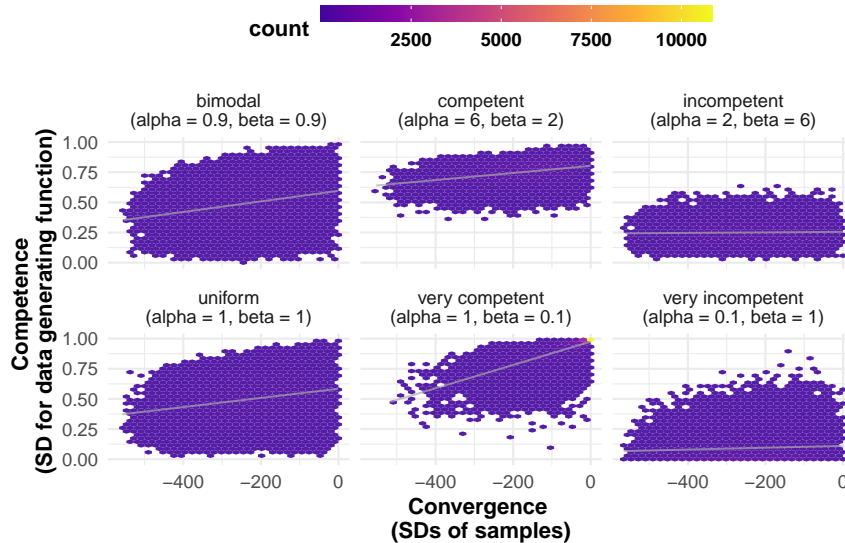 count
2500 5000 7500 10000
bimodal
(alpha = 0.9, beta = 0.9)
competent
(alpha = 6, beta = 2)
incompetent
(alpha = 2, beta = 6)
1.00
0.75
0.50
0.25
0.00
uniform
(alpha = 1, beta = 1)
very competent
(alpha = 1, beta = 0.1)
very incompetent
(alpha = 0.1, beta = 1)
1.00
0.75
0.50
0.25
0.00
−400 −200 0 −400 −200 0 −400 −200 0
Competence
(SD for data generating function)
Convergence
(SDs of samples)